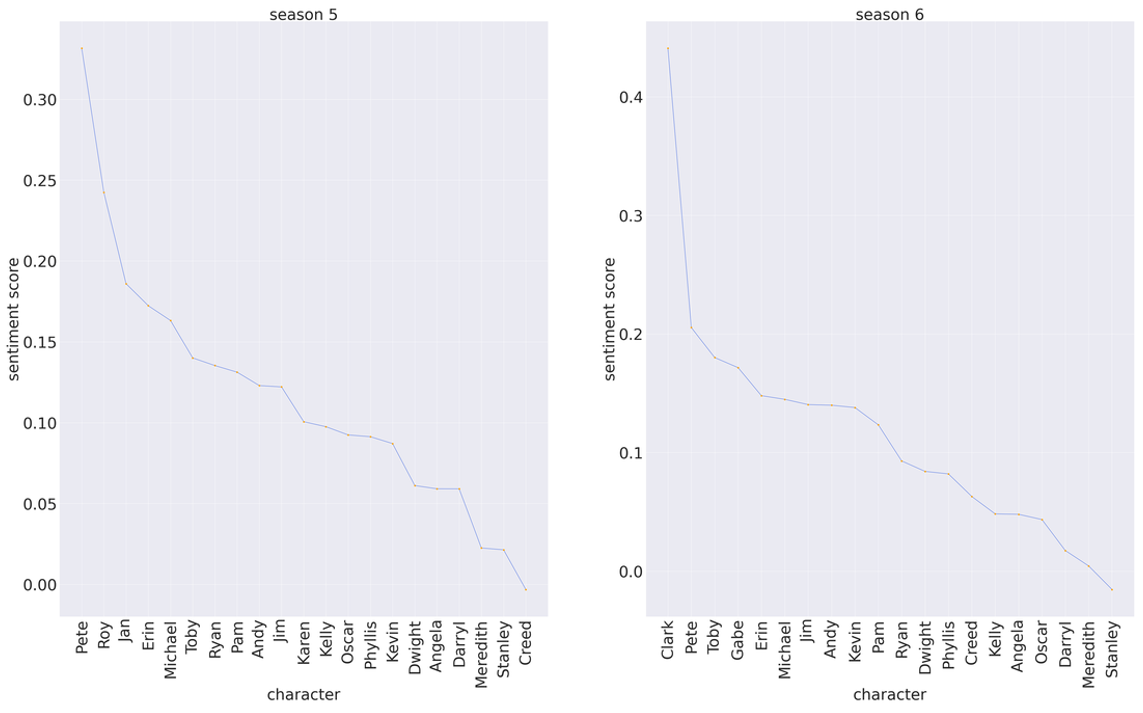 season 5
sentiment score
0.30
0.25
0.20
0.15
0.10
0.05
0.00
Pete
Roy
Jan
Erin
Michael
Toby
Ryan
Pam
Andy
Jim
Karen
Kelly
Oscar
Phyllis
Kevin
Dwight
Angela
Darryl
Meredith
Stanley
Creed
character
season 6
sentiment score
0.4
0.3
0.2
0.1
0.0
Clark
Pete
Toby
Gabe
Erin
Michael
Jim
Andy
Kevin
Pam
Ryan
Dwight
Phyllis
Creed
Kelly
Angela
Oscar
Darryl
Meredith
Stanley
character